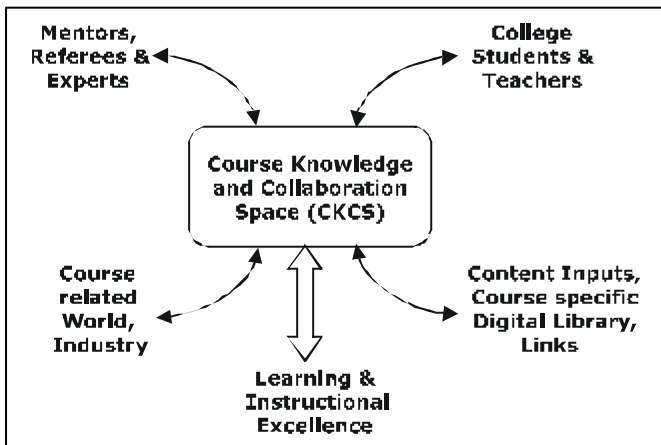 Mentors,
Referees &
Experts
College
Students &
Teachers
Course Knowledge
and Collaboration
Space (CKCS)
Course
related
World,
Industry
Content Inputs,
Course specific
Digital Library,
Links
Learning &
Instructional
Excellence